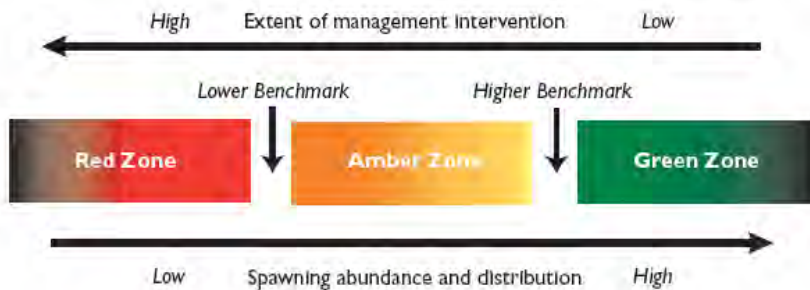 High Extent of management intervention Low
Lower Benchmark Higher Benchmark
Red Zone Amber Zone Green Zone
Low Spawning abundance and distribution High